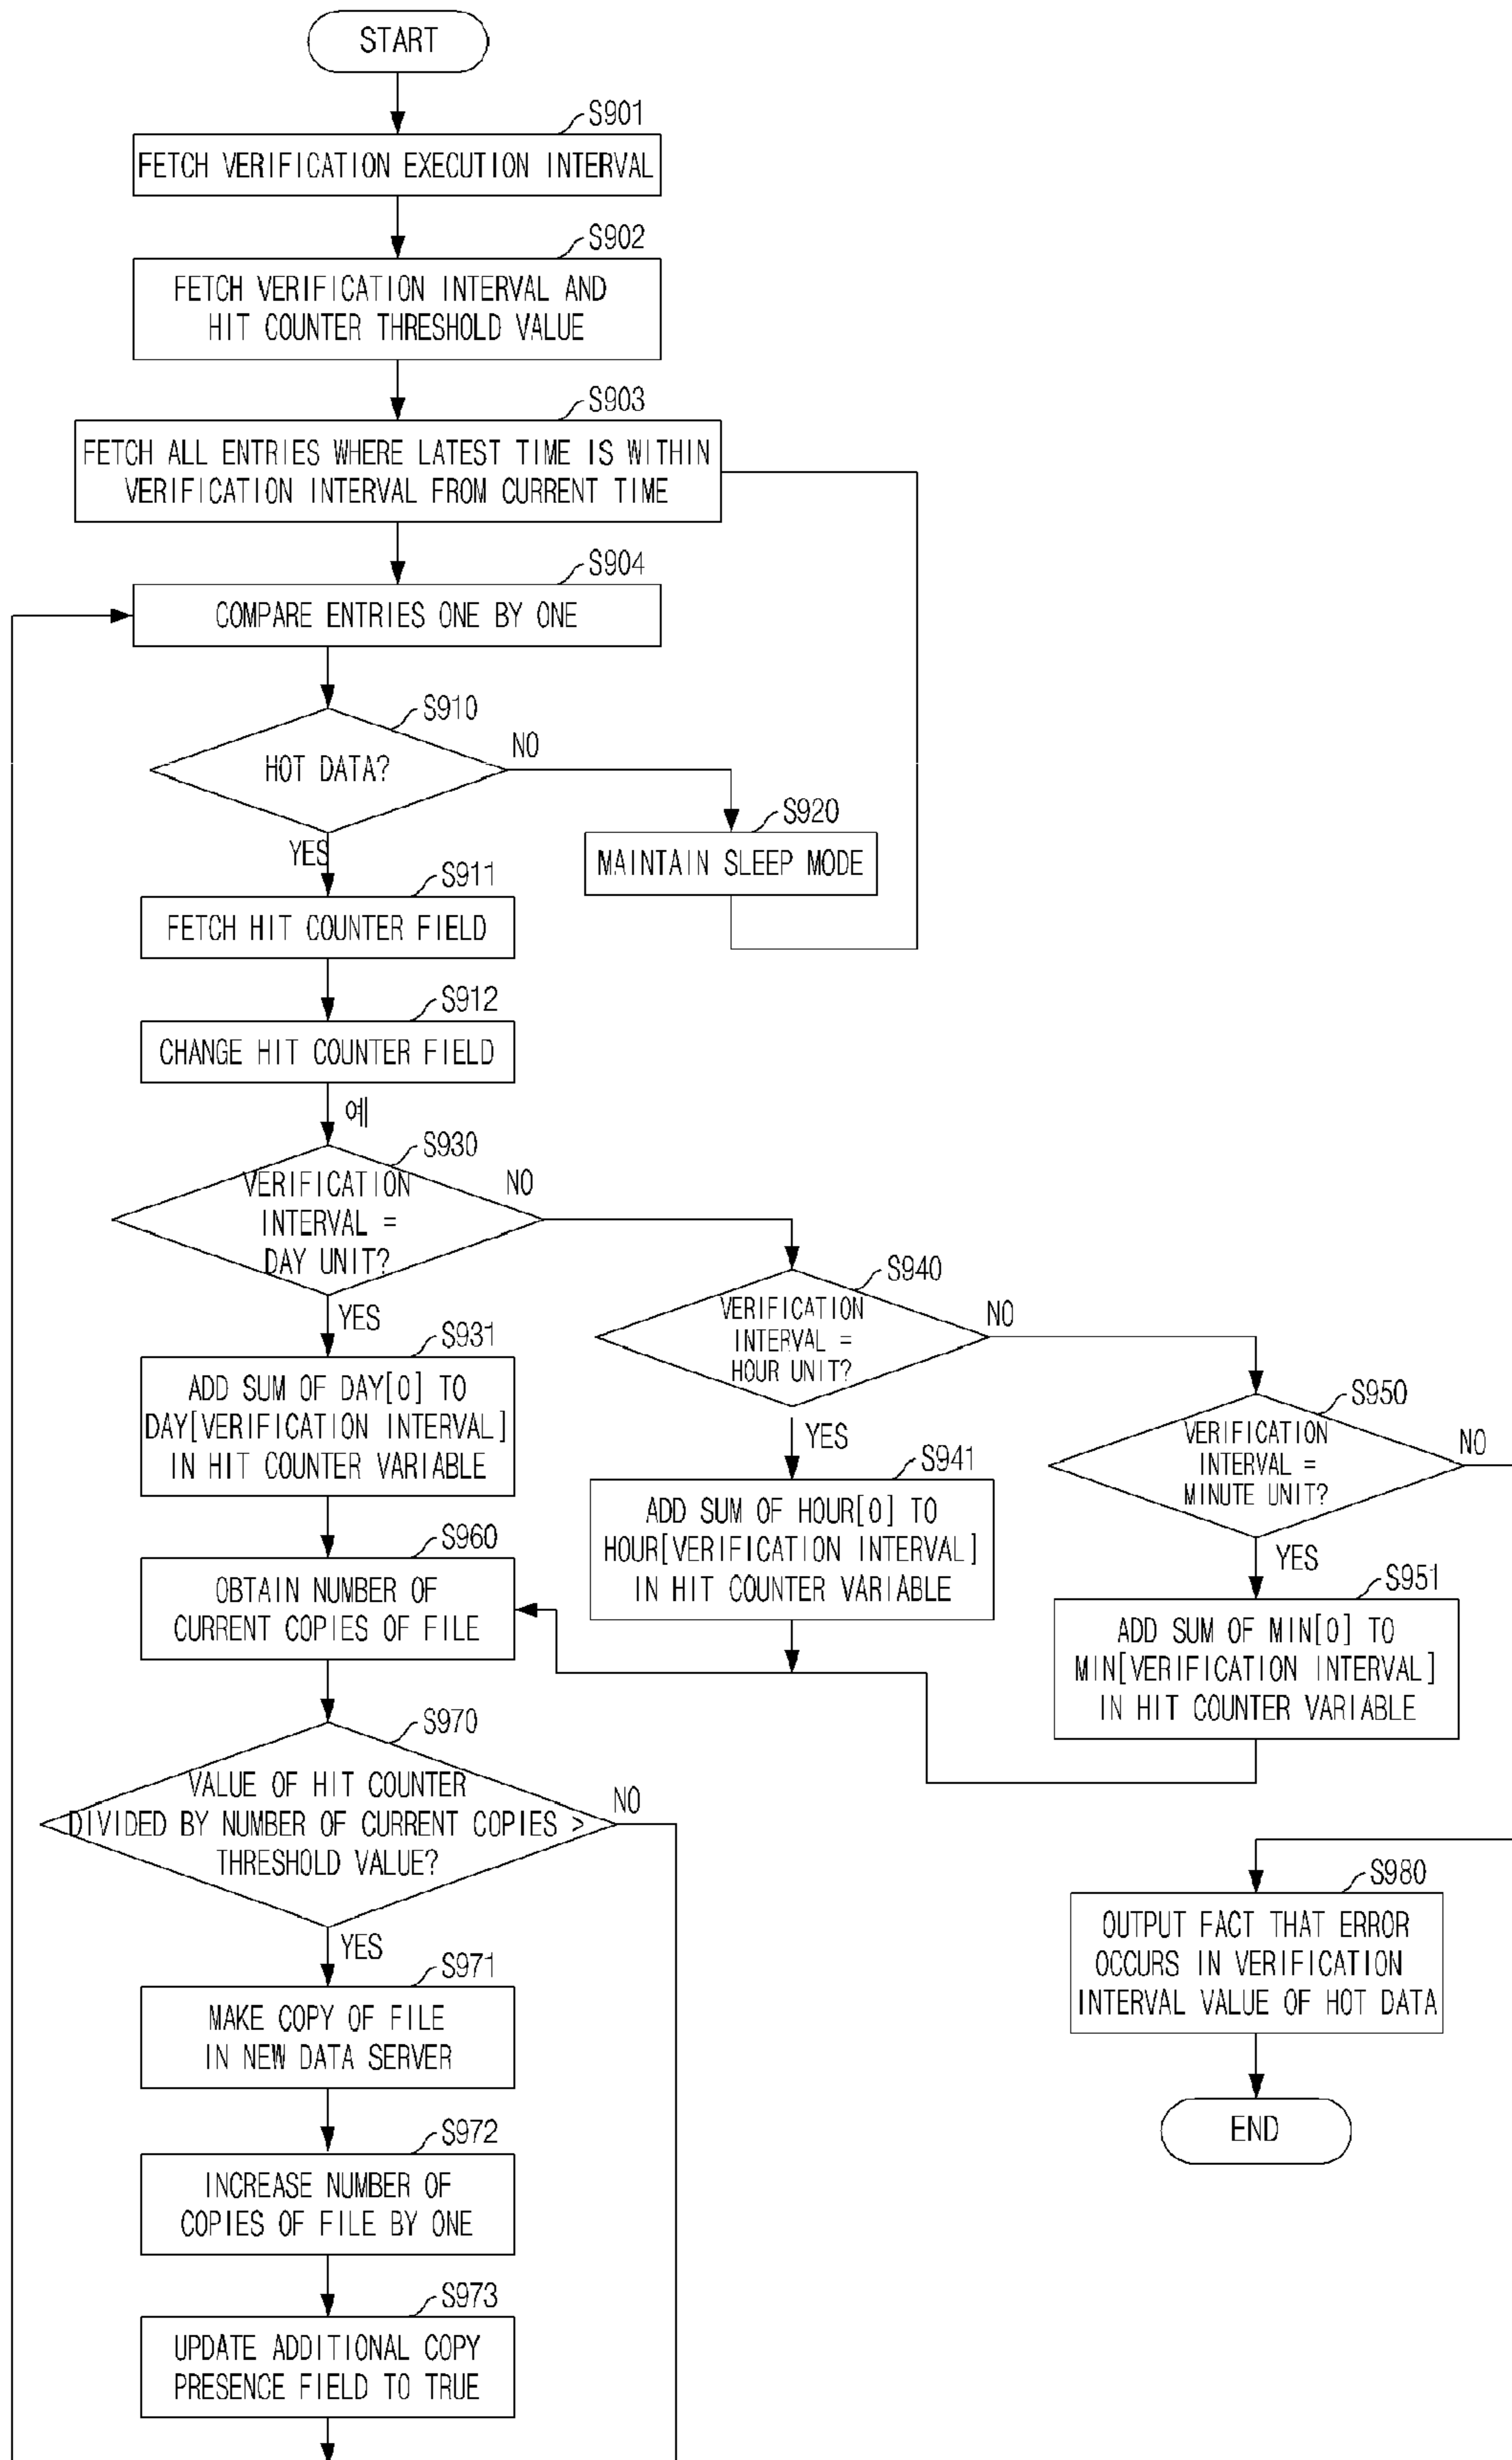 START
S901
FETCH VERIFICATION EXECUTION INTERVAL
S902
FETCH VERIFICATION INTERVAL AND
HIT COUNTER THRESHOLD VALUE
S903
FETCH ALL ENTRIES WHERE LATEST TIME IS WITHIN
VERIFICATION INTERVAL FROM CURRENT TIME
S904
COMPARE ENTRIES ONE BY ONE
S910
HOT DATA?
NO
S920
MAINTAIN SLEEP MODE
YES
S911
FETCH HIT COUNTER FIELD
S912
CHANGE HIT COUNTER FIELD
예
S930
VERIFICATION
INTERVAL =
DAY UNIT?
NO
S940
VERIFICATION
INTERVAL =
HOUR UNIT?
NO
S950
VERIFICATION
INTERVAL =
MINUTE UNIT?
NO
YES
S931
ADD SUM OF DAY[0] TO
DAY[VERIFICATION INTERVAL]
IN HIT COUNTER VARIABLE
YES
S941
ADD SUM OF HOUR[0] TO
HOUR[VERIFICATION INTERVAL]
IN HIT COUNTER VARIABLE
YES
S951
ADD SUM OF MIN[0] TO
MIN[VERIFICATION INTERVAL]
IN HIT COUNTER VARIABLE
S960
OBTAIN NUMBER OF
CURRENT COPIES OF FILE
S970
VALUE OF HIT COUNTER
DIVIDED BY NUMBER OF CURRENT COPIES >
THRESHOLD VALUE?
NO
YES
S971
MAKE COPY OF FILE
IN NEW DATA SERVER
S972
INCREASE NUMBER OF
COPIES OF FILE BY ONE
S973
UPDATE ADDITIONAL COPY
PRESENCE FIELD TO TRUE
S980
OUTPUT FACT THAT ERROR
OCCURS IN VERIFICATION
INTERVAL VALUE OF HOT DATA
END